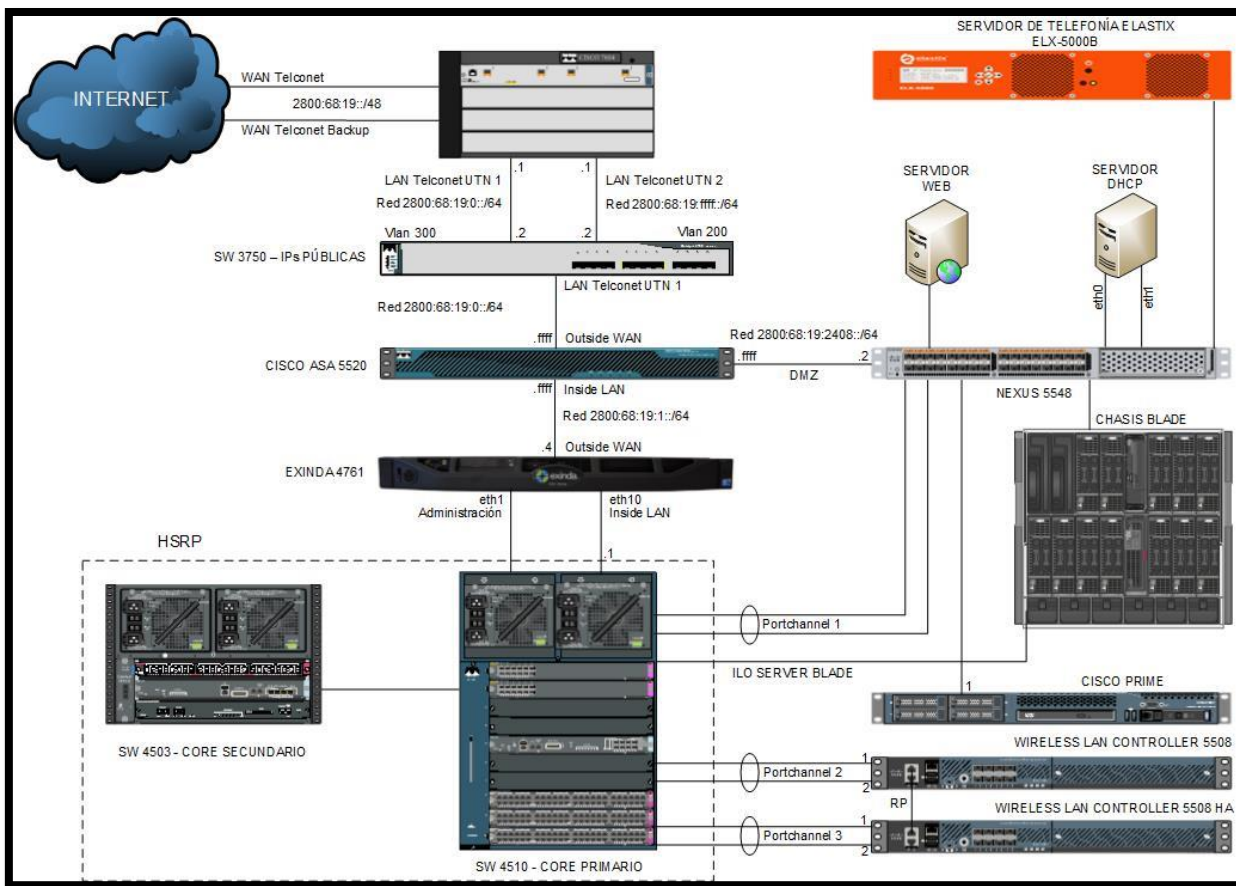 SERVIDOR DE TELEFONÍA ELASTIX
ELX-5000B
CISCO 7604
WAN Telconet
INTERNET
2800:68:19::/48
WAN Telconet Backup
.1
.1
LAN Telconet UTN 1
LAN Telconet UTN 2
Red 2800:68:19:0::/64
Red 2800:68:19:ffff::/64
SERVIDOR
WEB
SERVIDOR
DHCP
Vlan 300
.2
.2
Vlan 200
SW 3750 – IPs PÚBLICAS
LAN Telconet UTN 1
eth0
eth1
Red 2800:68:19:0::/64
.ffff
Outside WAN
Red 2800:68:19:2408::/64
CISCO ASA 5520
.ffff
.2
DMZ
NEXUS 5548
.ffff
Inside LAN
Red 2800:68:19:1::/64
CHASIS BLADE
.4
Outside WAN
EXINDA 4761
exinda
eth1
Administración
eth10
Inside LAN
HSRP
.1
Portchannel 1
ILO SERVER BLADE
1
CISCO PRIME
SW 4503 - CORE SECUNDARIO
WIRELESS LAN CONTROLLER 5508
1
Portchannel 2
2
RP
WIRELESS LAN CONTROLLER 5508 HA
1
Portchannel 3
2
SW 4510 - CORE PRIMARIO